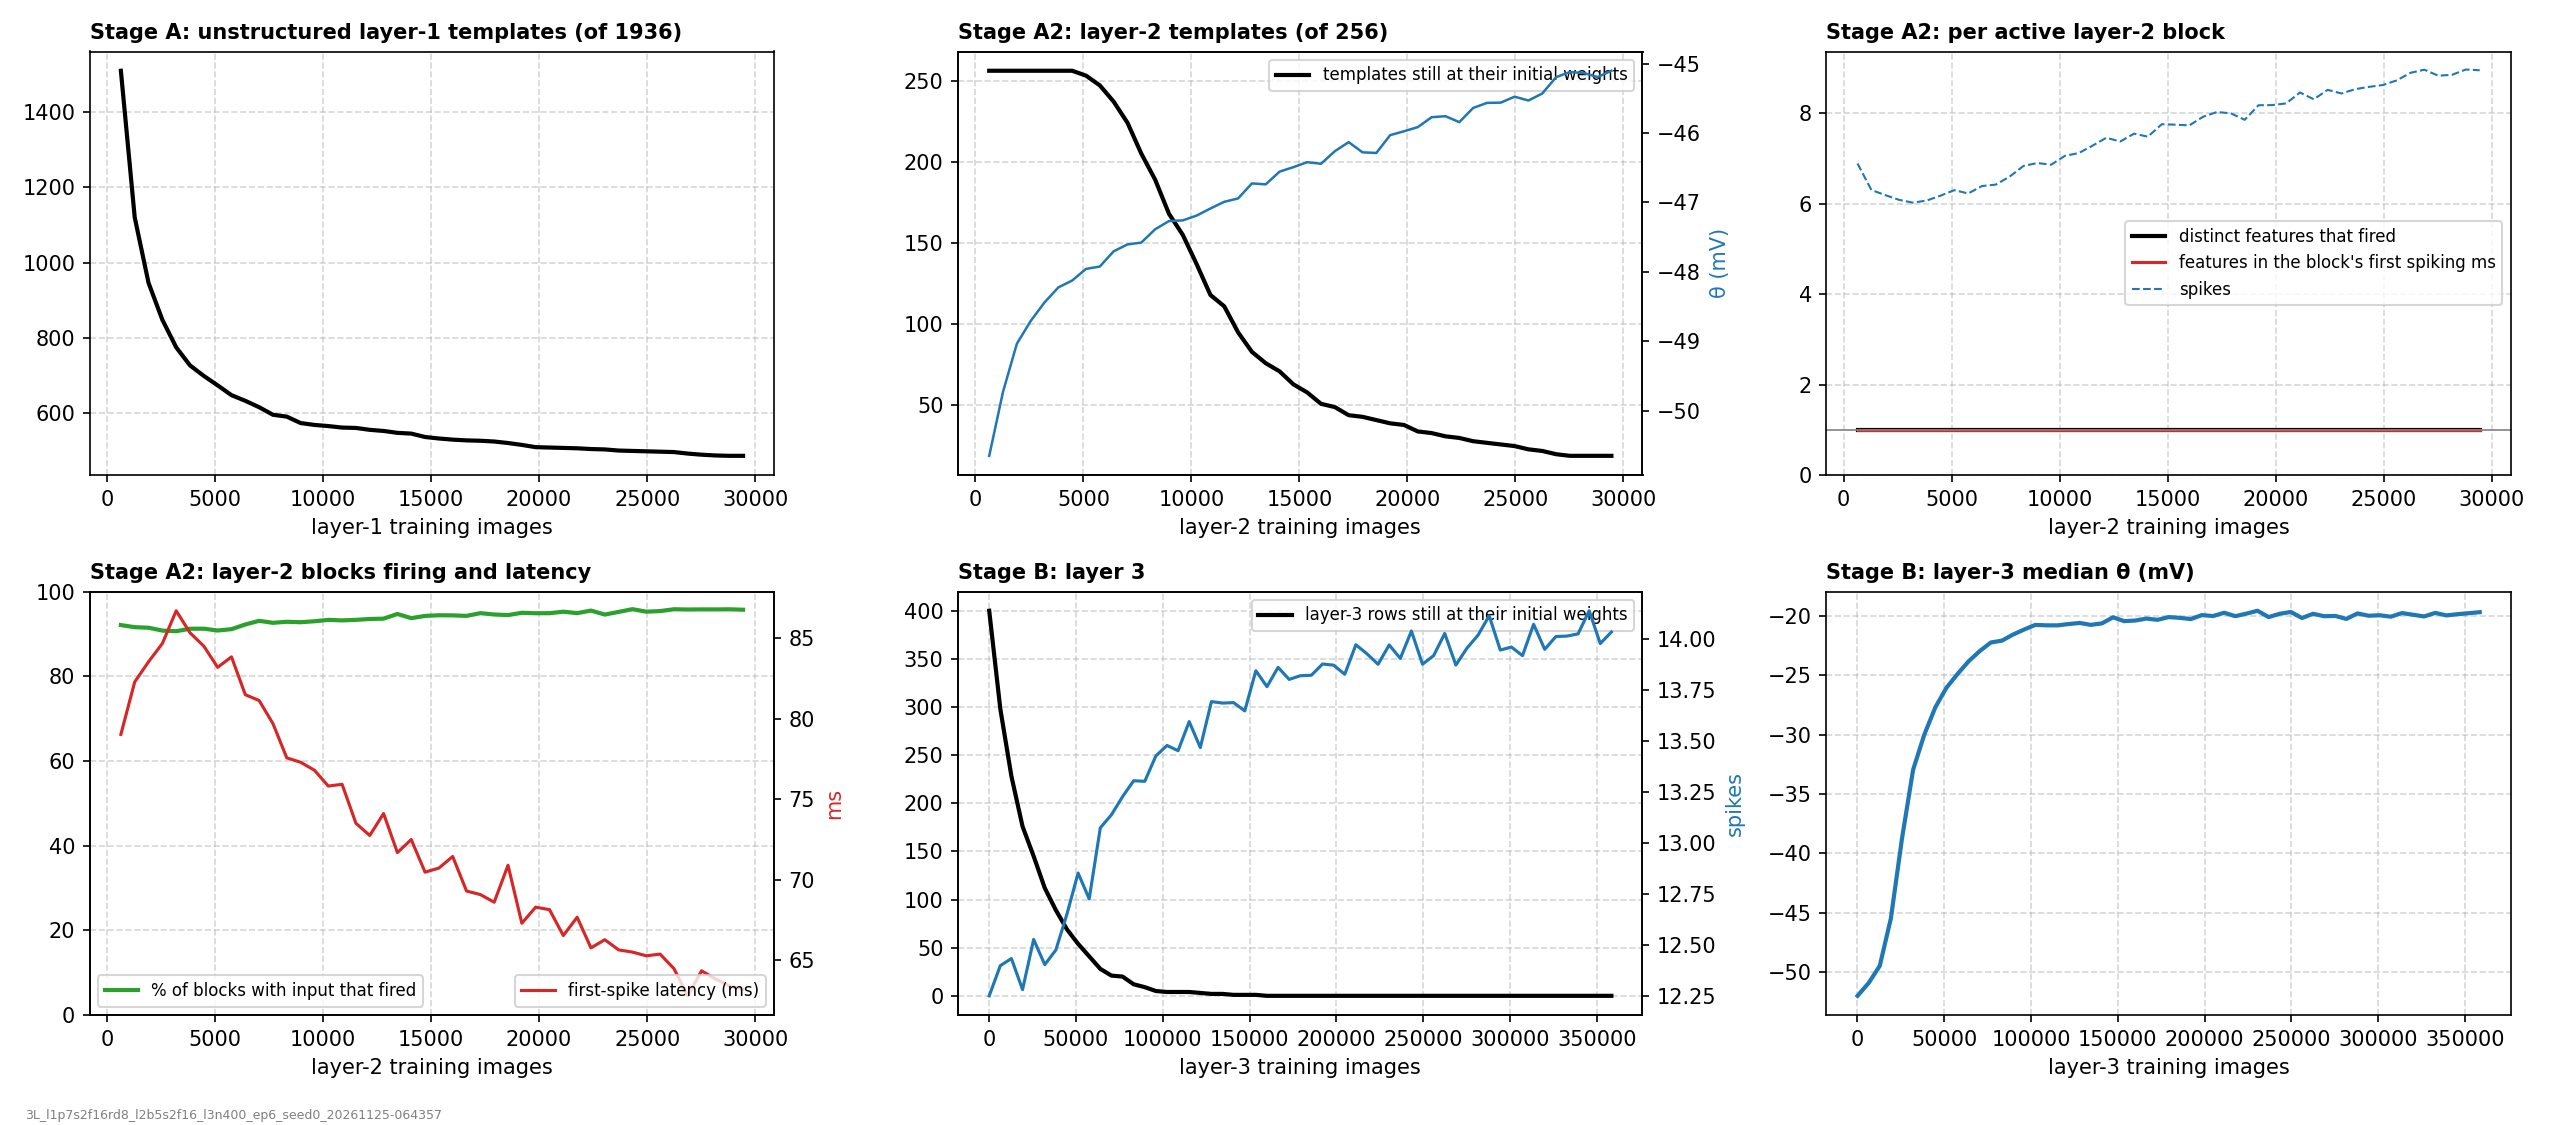 Stage A: unstructured layer-1 templates (of 1936)
1400
1200
1000
800
600
0 5000 10000 15000 20000 25000 30000
layer-1 training images
Stage A2: layer-2 templates (of 256)
templates still at their initial weights
250
200
150
100
50
−45
−46
−47
−48
−49
−50
θ (mV)
0 5000 10000 15000 20000 25000 30000
layer-2 training images
Stage A2: per active layer-2 block
8
6
4
2
0
distinct features that fired
features in the block's first spiking ms
spikes
0 5000 10000 15000 20000 25000 30000
layer-2 training images
Stage A2: layer-2 blocks firing and latency
100
80
60
40
20
0
85
80
75
70
65
ms
% of blocks with input that fired
first-spike latency (ms)
0 5000 10000 15000 20000 25000 30000
layer-2 training images
Stage B: layer 3
layer-3 rows still at their initial weights
400
350
300
250
200
150
100
50
0
14.00
13.75
13.50
13.25
13.00
12.75
12.50
12.25
spikes
0 50000 100000 150000 200000 250000 300000 350000
layer-3 training images
Stage B: layer-3 median θ (mV)
−20
−25
−30
−35
−40
−45
−50
0 50000 100000 150000 200000 250000 300000 350000
layer-3 training images
3L_l1p7s2f16rd8_l2b5s2f16_l3n400_ep6_seed0_20261125-064357